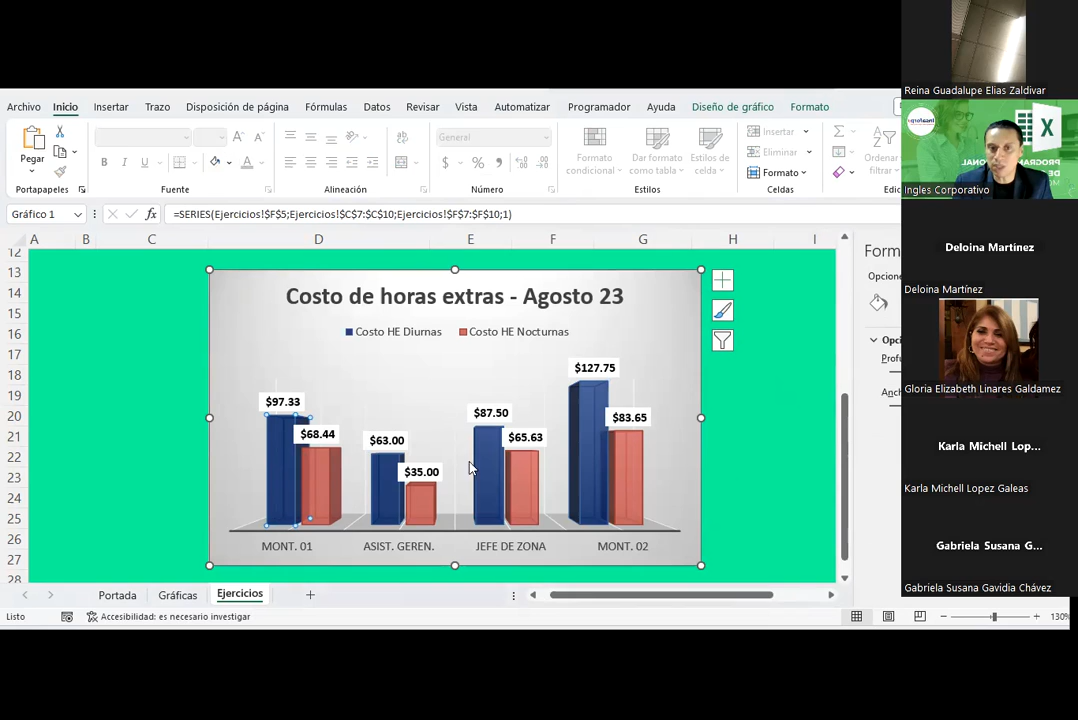 Reina Guadalupe Elias Zaldivar
Archivo Inicio Insertar Trazo Disposición de página Fórmulas Datos Revisar Vista Automatizar Programador Ayuda Diseño de gráfico Formato
Pegar
General
Formato condicional
Dar formato como tabla
Estilos de celda
Insertar
Eliminar
Formato
Ordenar
Portapapeles Fuente Alineación Número Estilos Celdas
Ingles Corporativo
Gráfico 1 =SERIES(Ejercicios!$F$5;Ejercicios!$C$7:$C$10;Ejercicios!$F$7:$F$10;1)
A B C D E F G H I
12
13
14
15
16
17
18
19
20
21
22
23
24
25
26
27
28
Costo de horas extras - Agosto 23
Costo HE Diurnas Costo HE Nocturnas
$127.75
$97.33
$87.50
$83.65
$68.44
$63.00
$65.63
$35.00
MONT. 01 ASIST. GEREN. JEFE DE ZONA MONT. 02
Form
Opcione
Opci
Profu
Anch
Deloina Martínez
Deloina Martínez
Gloria Elizabeth Linares Galdamez
Karla Michell Lop...
Karla Michell Lopez Galeas
Gabriela Susana G...
Gabriela Susana Gavidia Chávez
Portada Gráficas Ejercicios
Listo Accesibilidad: es necesario investigar 130%